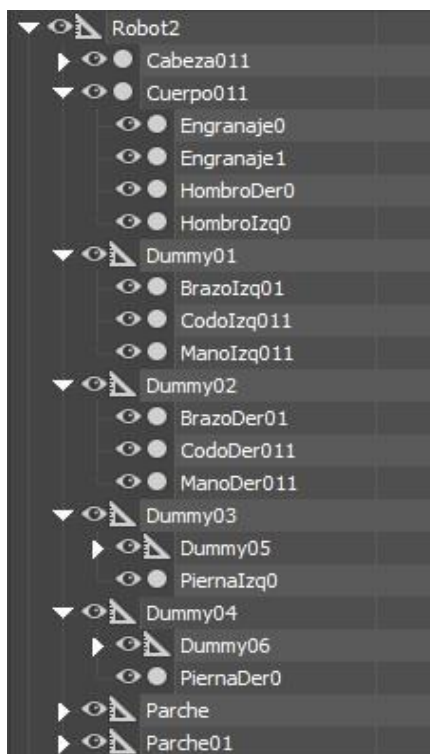 Robot2
Cabeza011
Cuerpo011
Engranaje0
Engranaje1
HombroDer0
HombroIzq0
Dummy01
BrazoIzq01
CodoIzq011
ManoIzq011
Dummy02
BrazoDer01
CodoDer011
ManoDer011
Dummy03
Dummy05
PiernaIzq0
Dummy04
Dummy06
PiernaDer0
Parche
Parche01